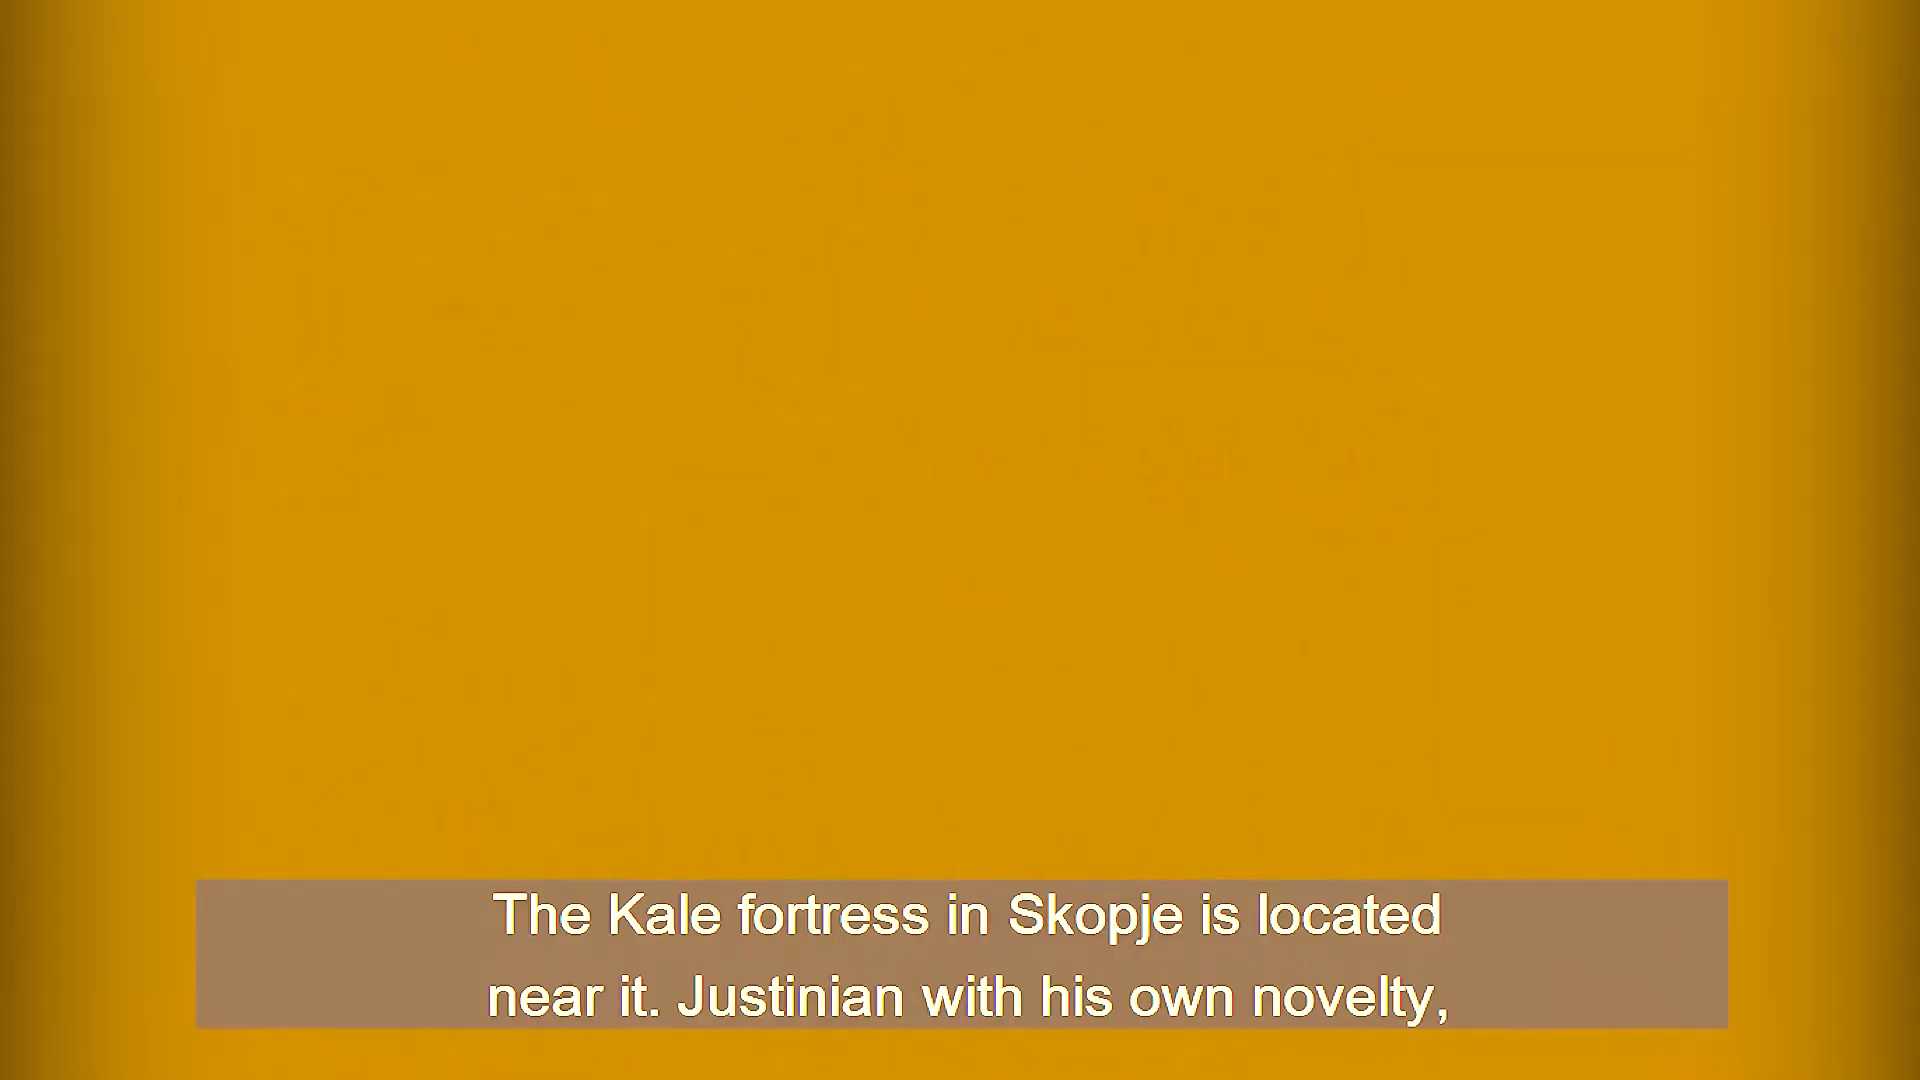 The Kale fortress in Skopje is located
near it. Justinian with his own novelty,